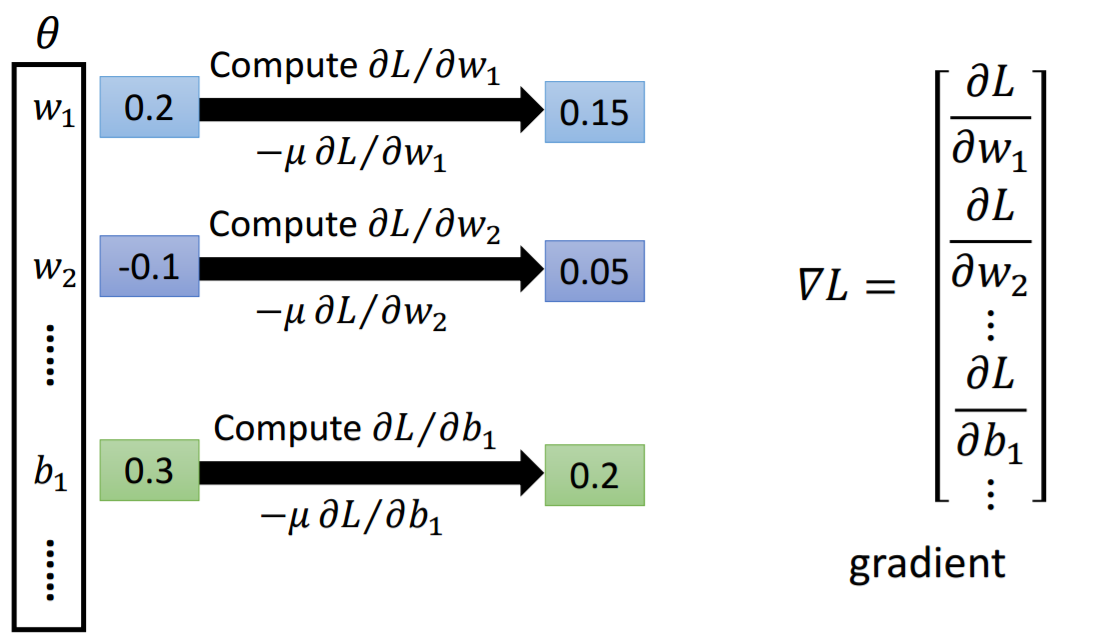 θ
Compute ∂L/∂w₁
w₁ 0.2 0.15
−μ ∂L/∂w₁
Compute ∂L/∂w₂
w₂ -0.1 0.05
−μ ∂L/∂w₂
……
Compute ∂L/∂b₁
b₁ 0.3 0.2
−μ ∂L/∂b₁
……
∇L =
∂L
∂w₁
∂L
∂w₂
⋮
∂L
∂b₁
⋮
gradient